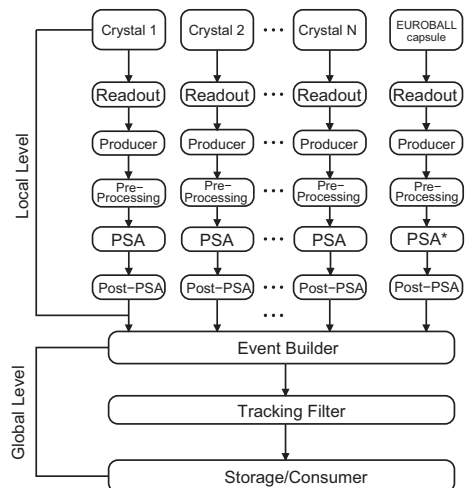 Crystal 1
Crystal 2
...
Crystal N
EUROBALL
capsule
Readout
Readout
...
Readout
Readout
Producer
Producer
...
Producer
Producer
Pre-
Processing
Pre-
Processing
...
Pre-
Processing
Pre-
Processing
PSA
PSA
...
PSA
PSA*
Post-PSA
Post-PSA
...
Post-PSA
Post-PSA
...
Local Level
Event Builder
Tracking Filter
Storage/Consumer
Global Level